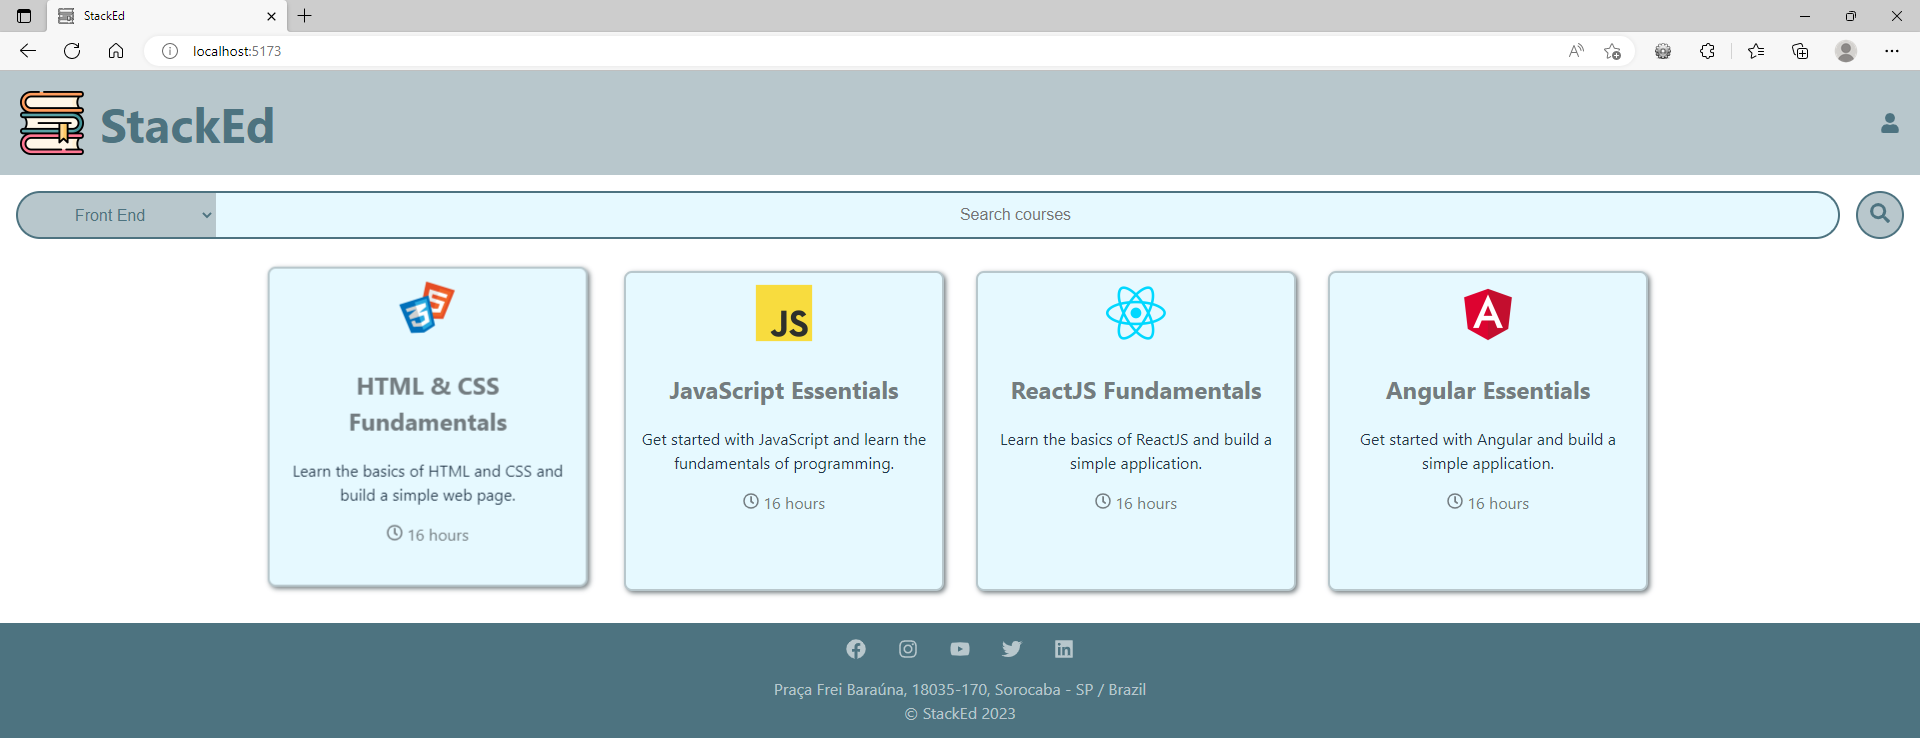 StackEd
localhost:5173
StackEd
Front End
Search courses
HTML & CSS
Fundamentals
Learn the basics of HTML and CSS and
build a simple web page.
16 hours
JS
JavaScript Essentials
Get started with JavaScript and learn the
fundamentals of programming.
16 hours
ReactJS Fundamentals
Learn the basics of ReactJS and build a
simple application.
16 hours
Angular Essentials
Get started with Angular and build a
simple application.
16 hours
Praça Frei Baraúna, 18035-170, Sorocaba - SP / Brazil
© StackEd 2023